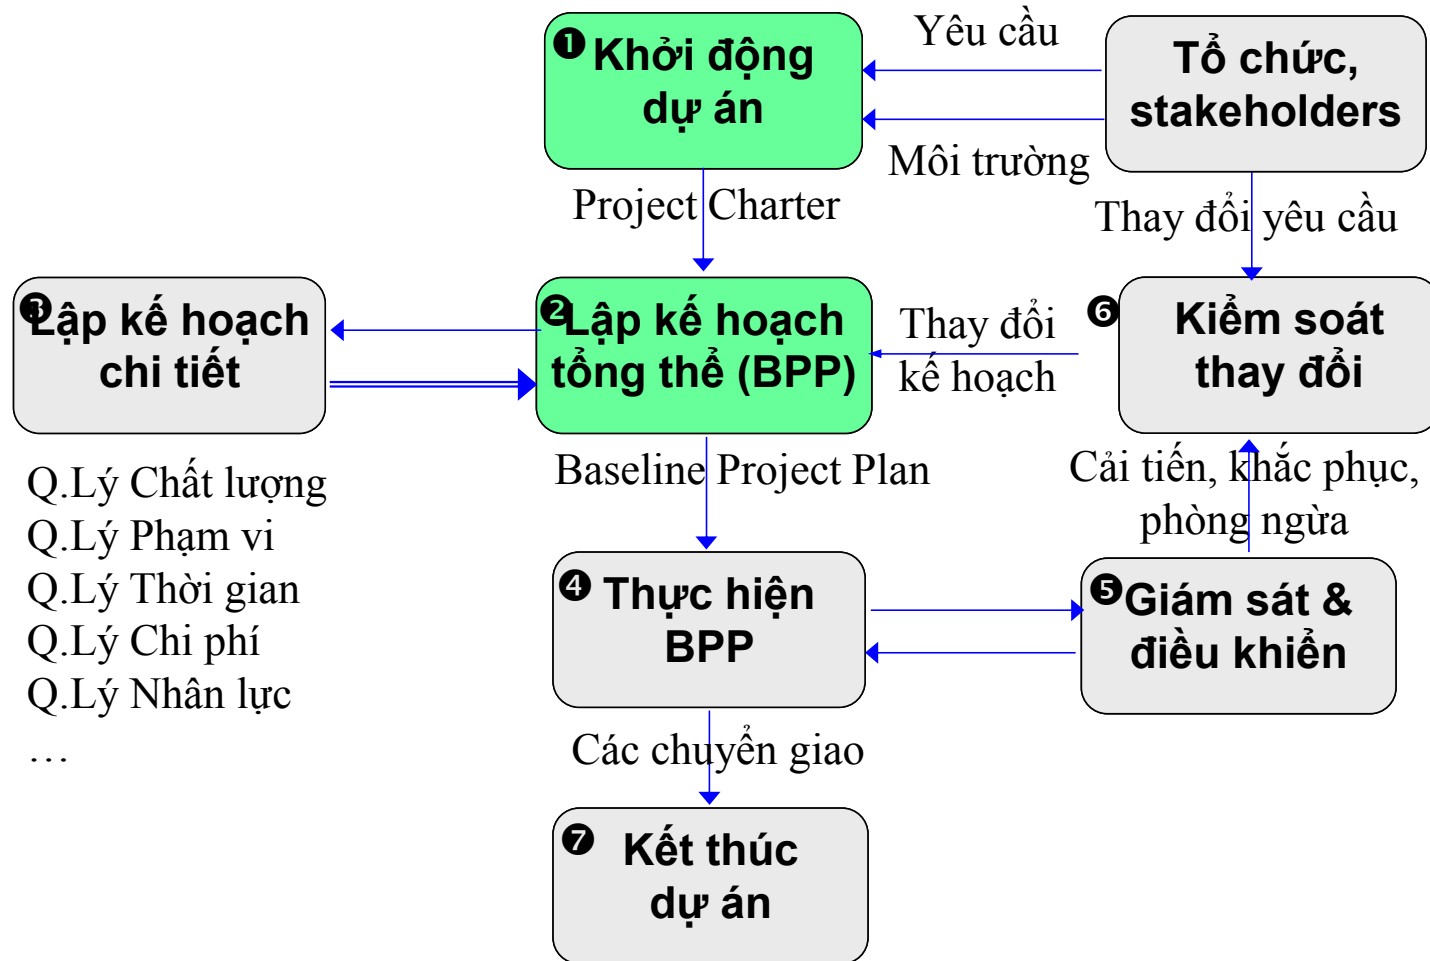 ❶ Khởi động
dự án
Yêu cầu
Môi trường
Tổ chức,
stakeholders
Project Charter
Thay đổi yêu cầu
❸ Lập kế hoạch
chi tiết
❷ Lập kế hoạch
tổng thể (BPP)
Thay đổi
kế hoạch
❻ Kiểm soát
thay đổi
Q.Lý Chất lượng
Q.Lý Phạm vi
Q.Lý Thời gian
Q.Lý Chi phí
Q.Lý Nhân lực
…
Baseline Project Plan
Cải tiến, khắc phục,
phòng ngừa
❹ Thực hiện
BPP
❺ Giám sát &
điều khiển
Các chuyển giao
❼ Kết thúc
dự án